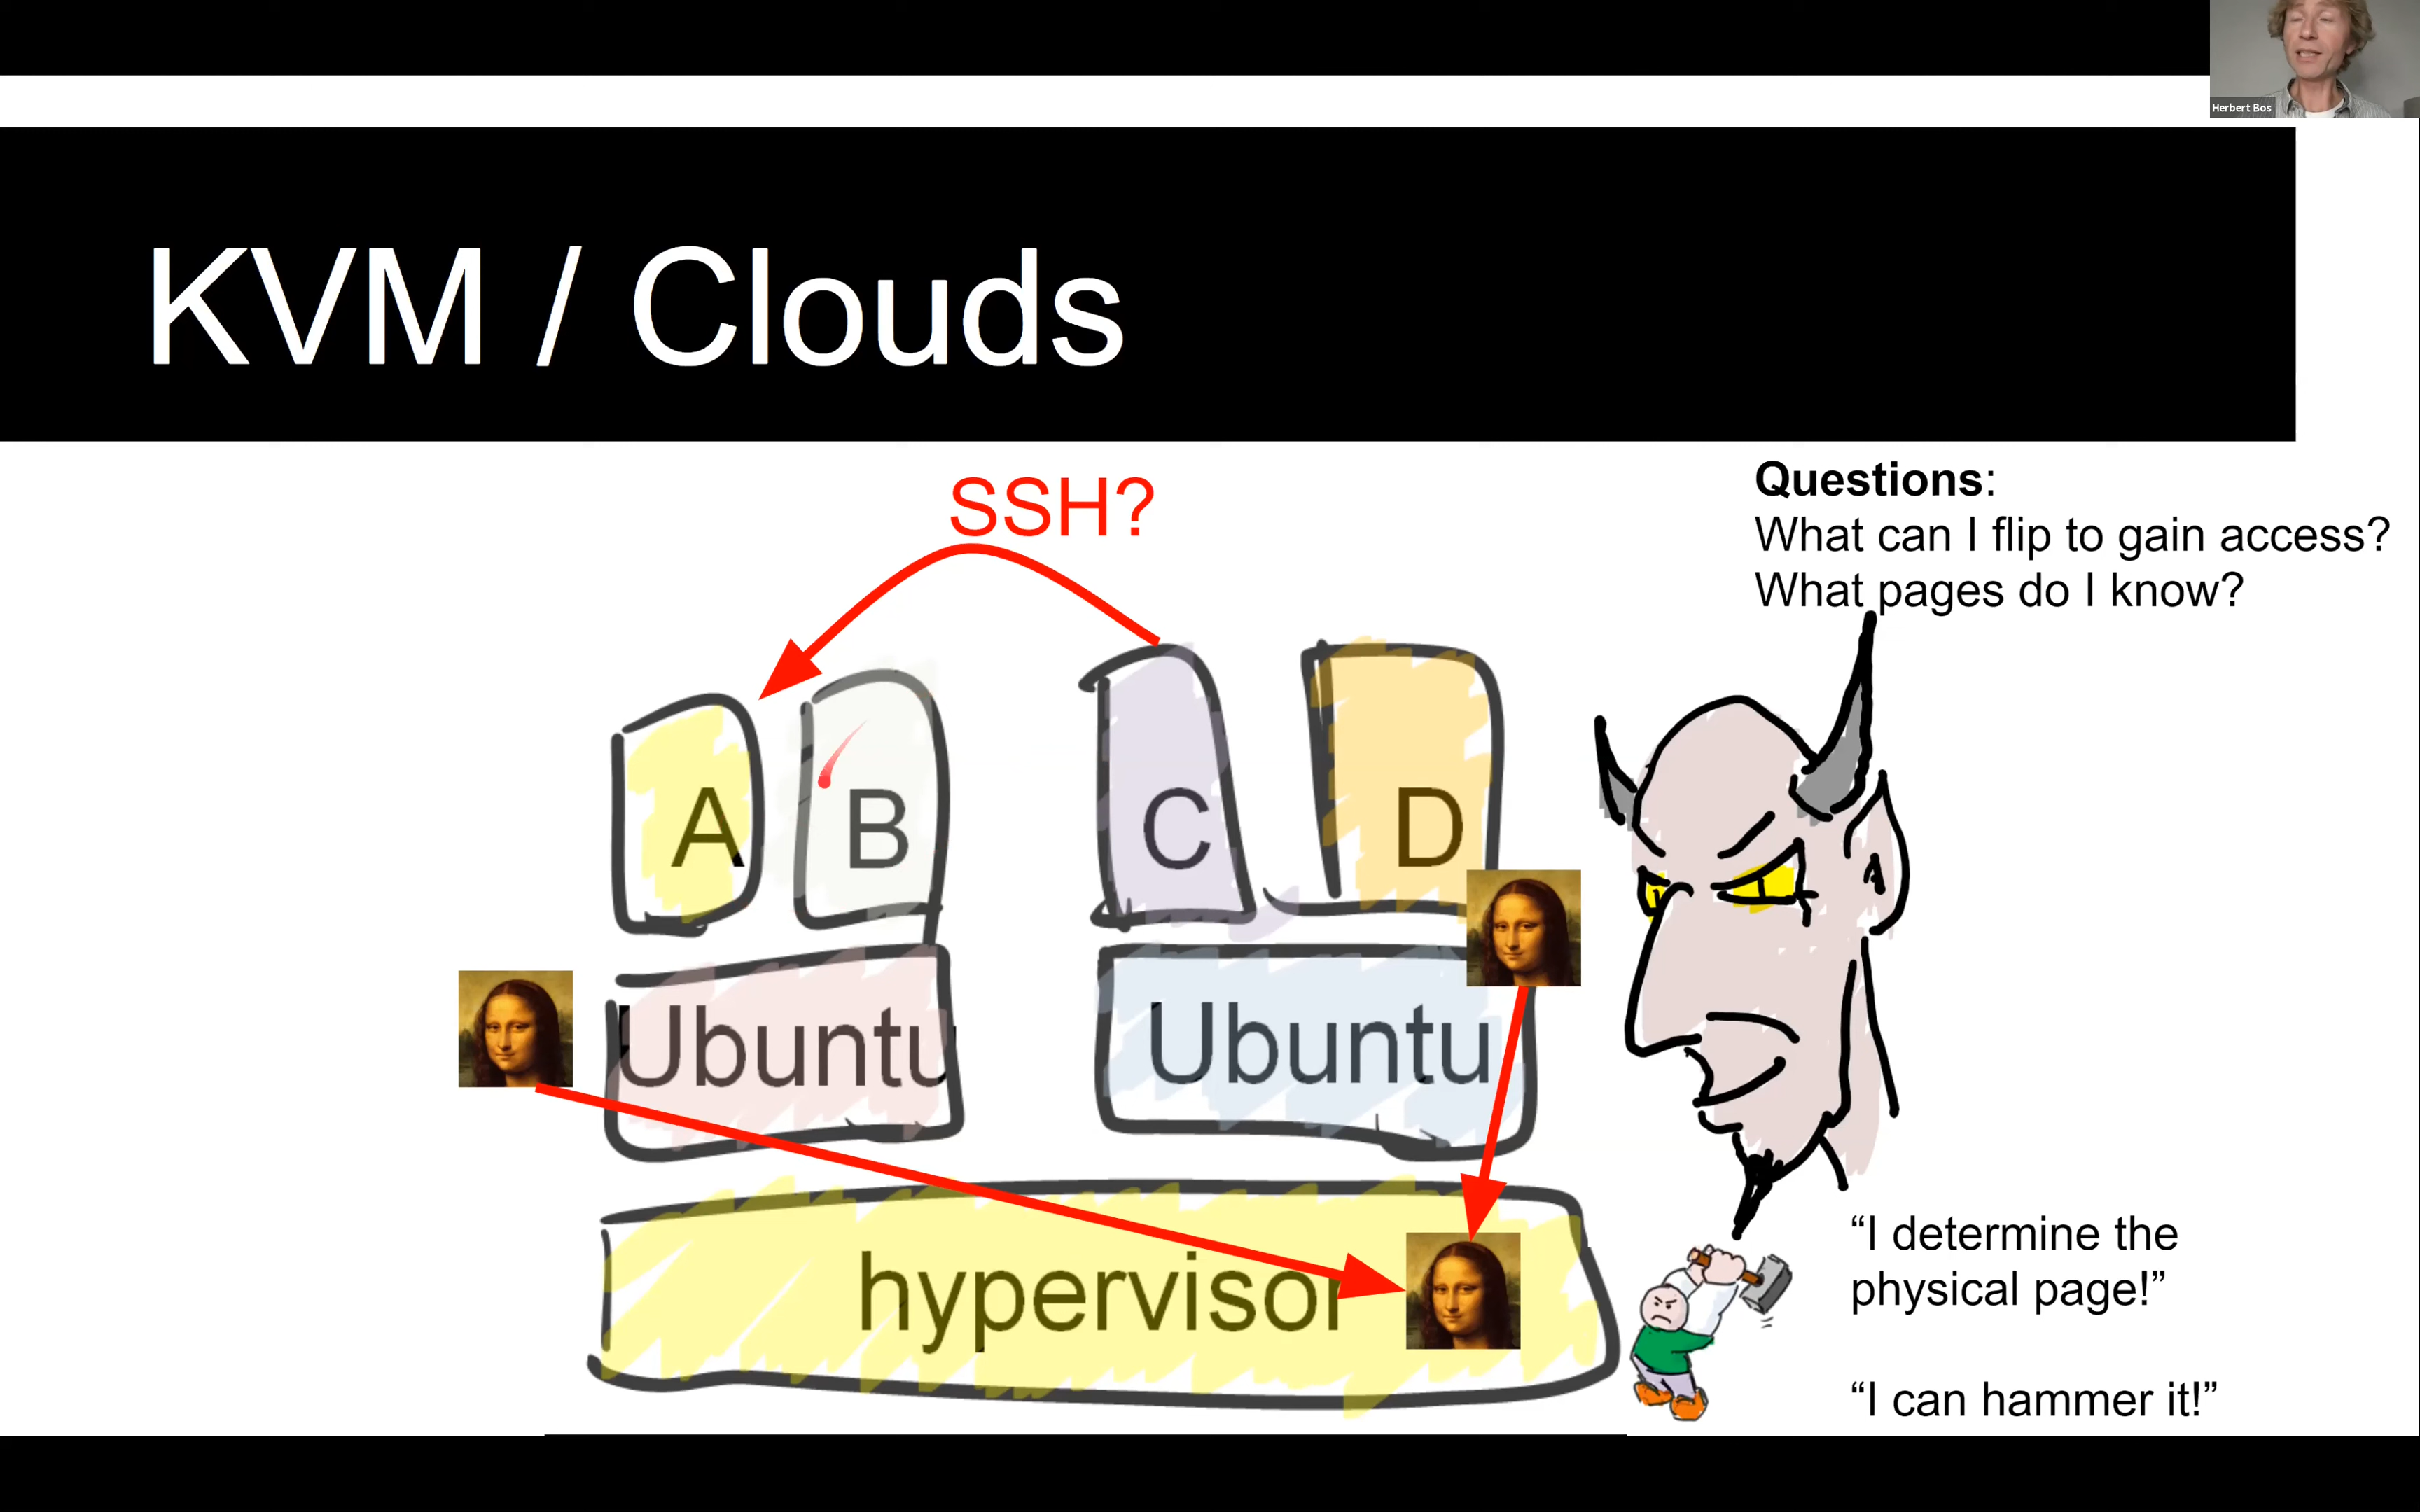 Herbert Bos
KVM / Clouds
SSH?
Questions:
What can I flip to gain access?
What pages do I know?
A
B
C
D
Ubuntu
Ubuntu
hypervisor
“I determine the
physical page!”
“I can hammer it!”